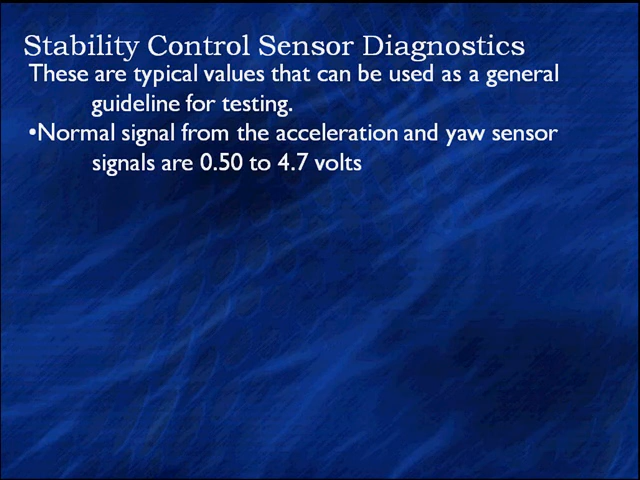 Stability Control Sensor Diagnostics
These are typical values that can be used as a general
guideline for testing.
•Normal signal from the acceleration and yaw sensor
signals are 0.50 to 4.7 volts